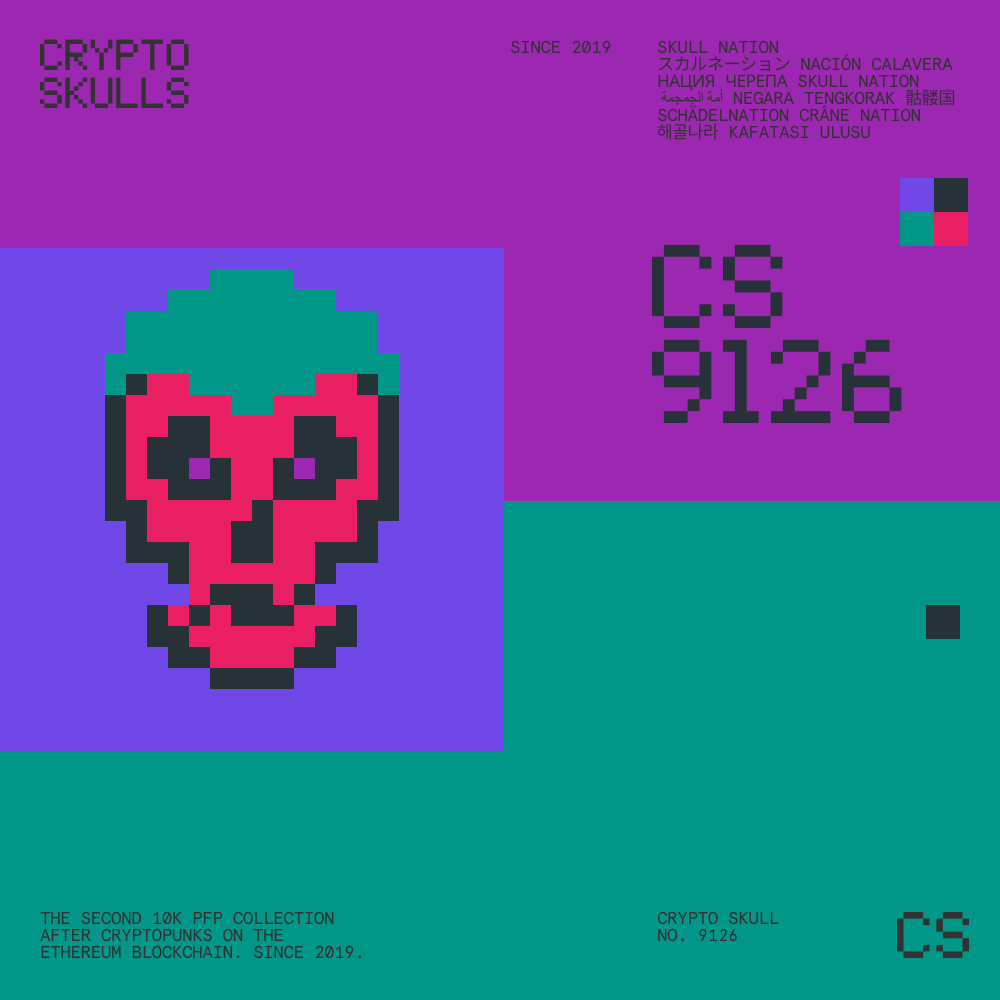 CRYPTO
SKULLS
SINCE 2019
SKULL NATION
スカルネーション NACIÓN CALAVERA
НАЦИЯ ЧЕРЕПА SKULL NATION
أمة الجمجمة NEGARA TENGKORAK 骷髅国
SCHÄDELNATION CRÂNE NATION
해골나라 KAFATASI ULUSU
CS
9126
THE SECOND 10K PFP COLLECTION
AFTER CRYPTOPUNKS ON THE
ETHEREUM BLOCKCHAIN. SINCE 2019.
CRYPTO SKULL
NO. 9126
CS